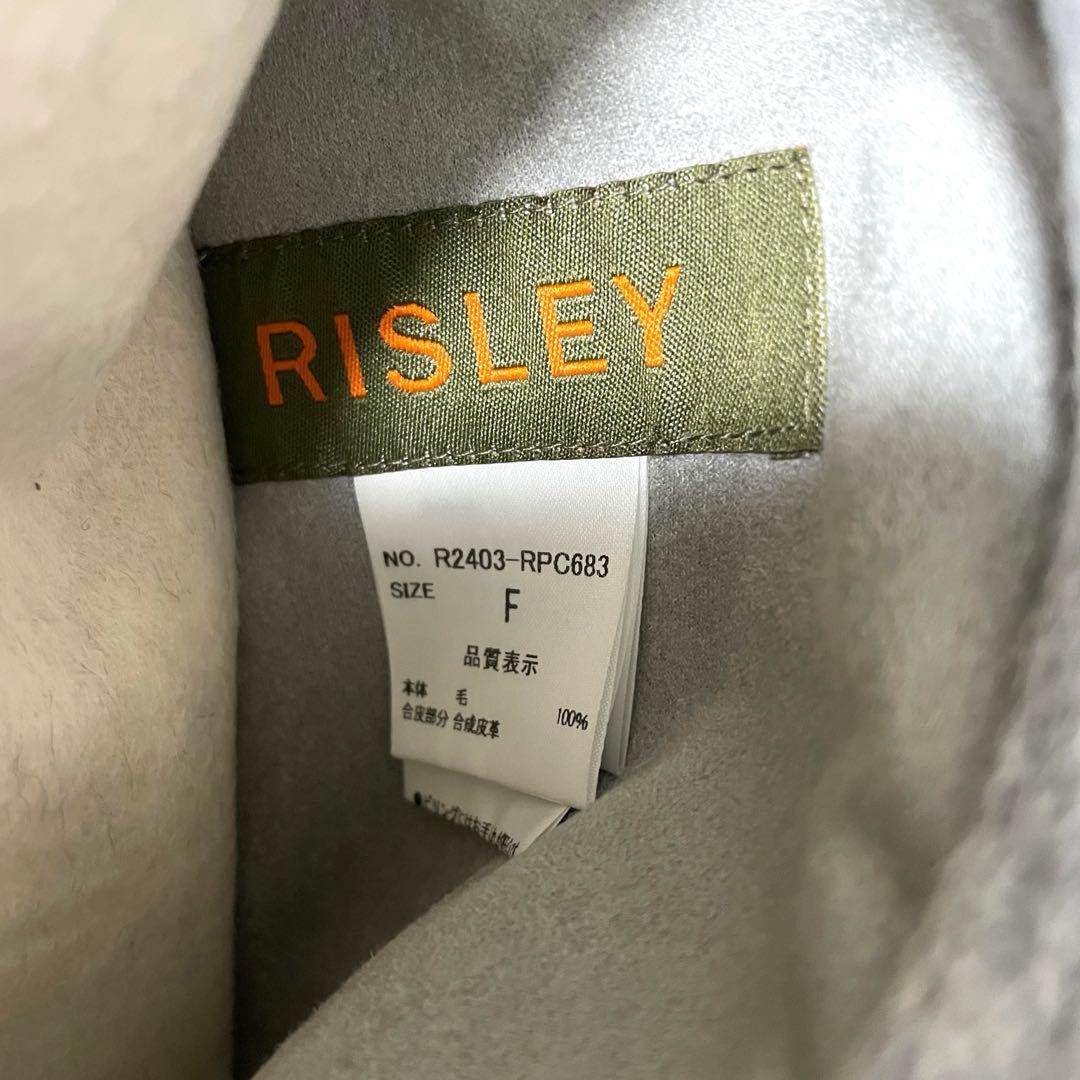 RISLEY
NO. R2403-RPC683
SIZE F
品質表示
本体 毛 100%
合皮部分 合成皮革